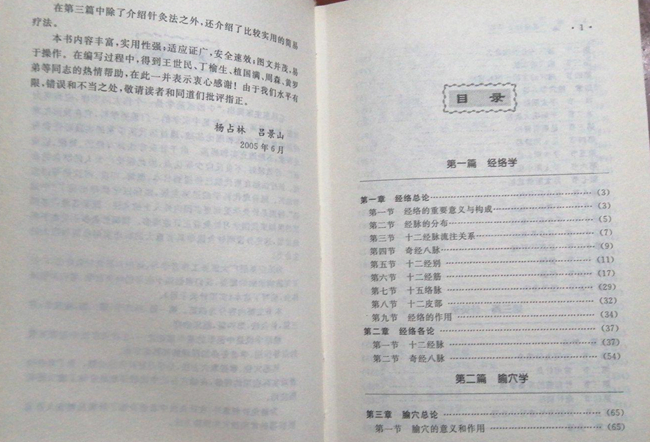 在第三篇中除了介绍针灸法之外,还介绍了比较实用的简易
疗法。
本书内容丰富,实用性强;适应证广,安全速效;图文并茂,易
于操作。在编写过程中,得到王世民、丁榆生、植国满、周森、袁梦
弟等同志的热情帮助,在此一并表示衷心感谢!由于我们水平有
限,错误和不当之处,敬请读者和同道们批评指正。
杨占林 吕景山
2005年6月
目录
第一篇 经络学
第一章 经络总论……(3)
第一节 经络的重要意义与构成……(3)
第二节 经脉的分布……(5)
第三节 十二经脉流注关系……(7)
第四节 奇经八脉……(9)
第五节 十二经别……(11)
第六节 十二经筋……(17)
第七节 十五络脉……(29)
第八节 十二皮部……(32)
第九节 经络的作用……(34)
第二章 经络各论……(37)
第一节 十二经脉……(37)
第二节 奇经八脉……(54)
第二篇 腧穴学
第三章 腧穴总论……(65)
第一节 腧穴的意义和作用……(65)